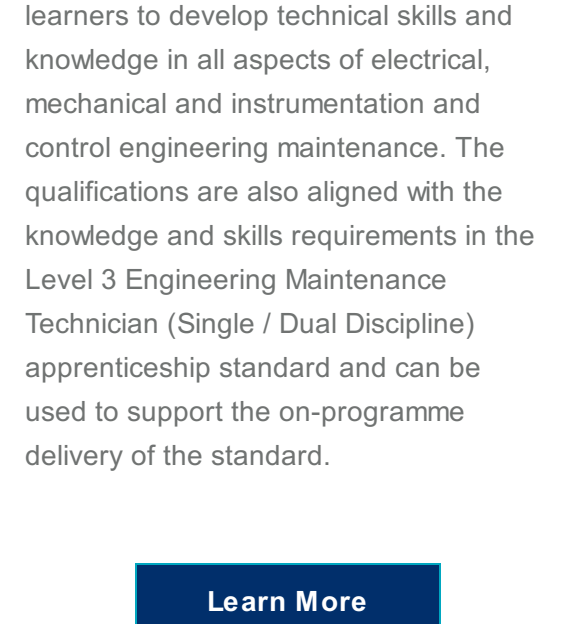 learners to develop technical skills and
knowledge in all aspects of electrical,
mechanical and instrumentation and
control engineering maintenance. The
qualifications are also aligned with the
knowledge and skills requirements in the
Level 3 Engineering Maintenance
Technician (Single / Dual Discipline)
apprenticeship standard and can be
used to support the on-programme
delivery of the standard.
Learn More